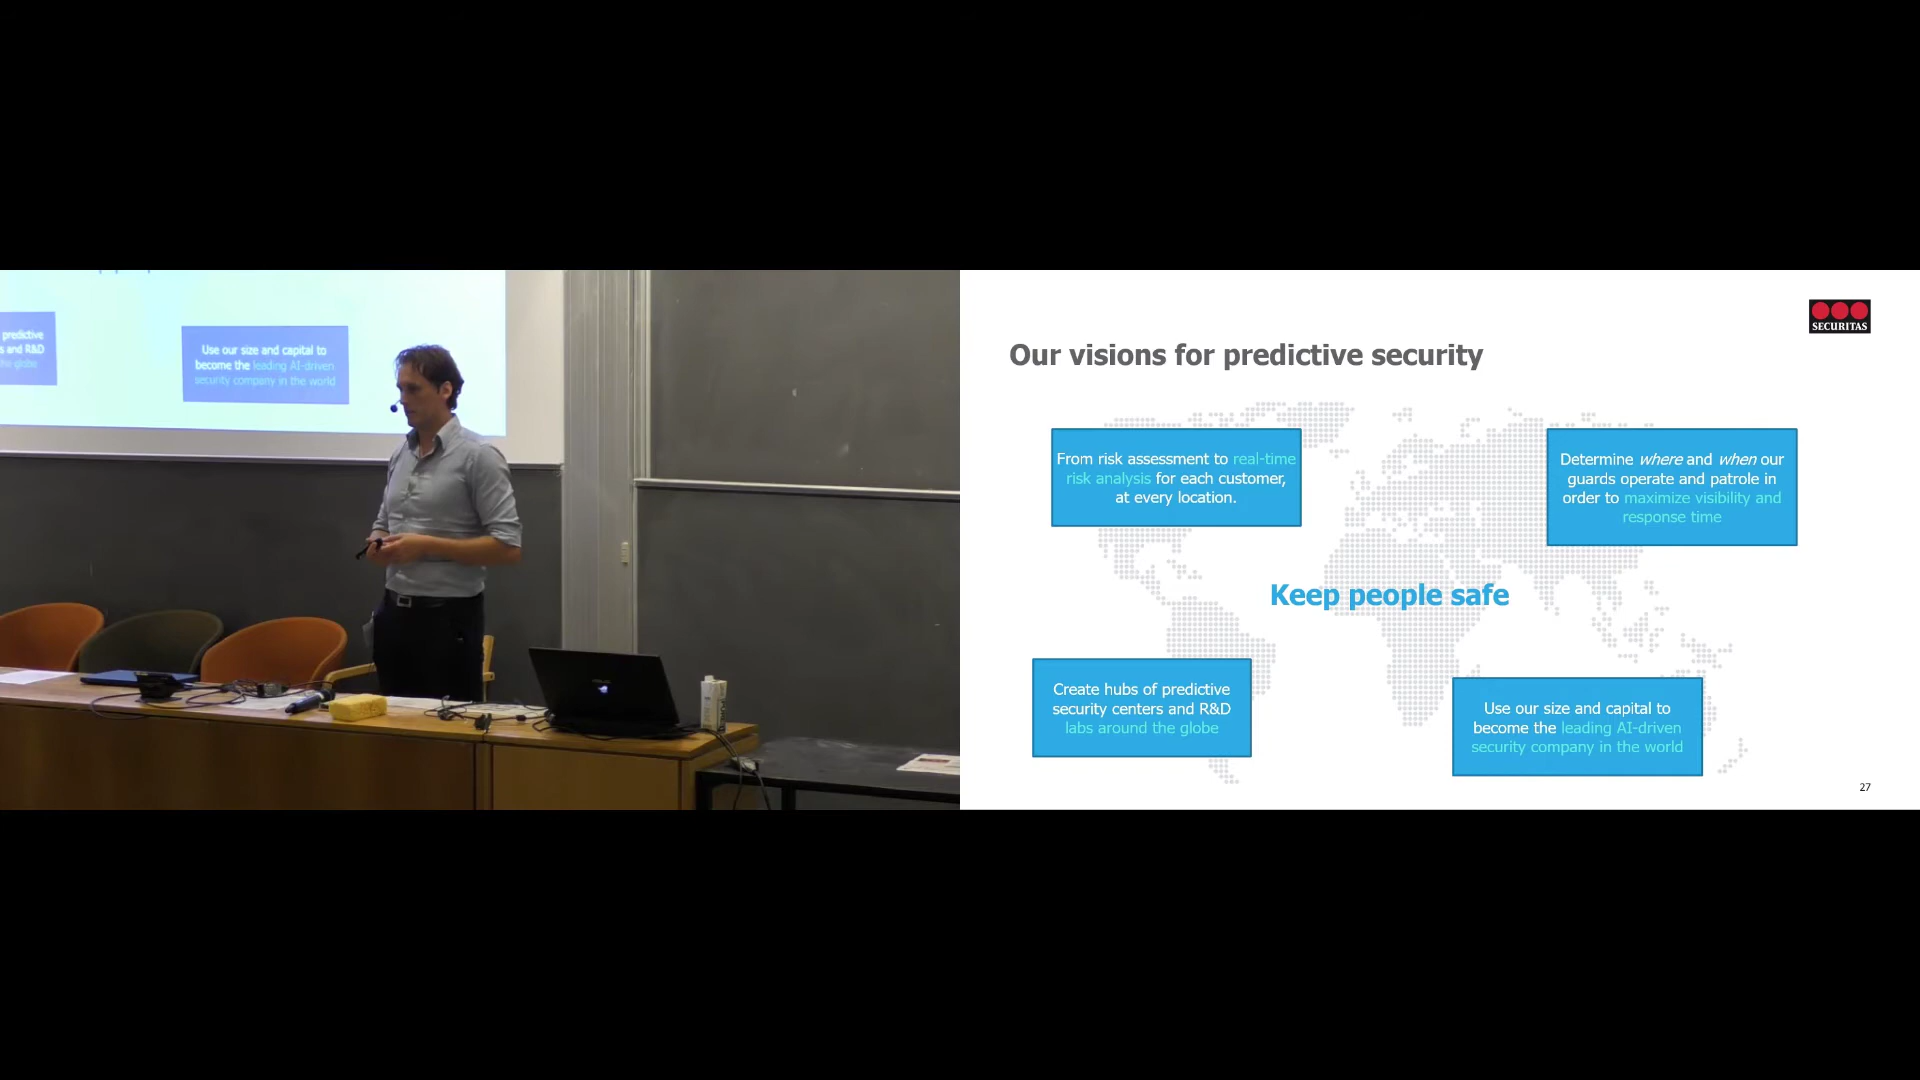 predictive
s and R&D
the globe
Use our size and capital to
become the leading AI-driven
security company in the world
ASUS
SECURITAS
Our visions for predictive security
From risk assessment to real-time
risk analysis for each customer,
at every location.
Determine where and when our
guards operate and patrole in
order to maximize visibility and
response time
Keep people safe
Create hubs of predictive
security centers and R&D
labs around the globe
Use our size and capital to
become the leading AI-driven
security company in the world
27